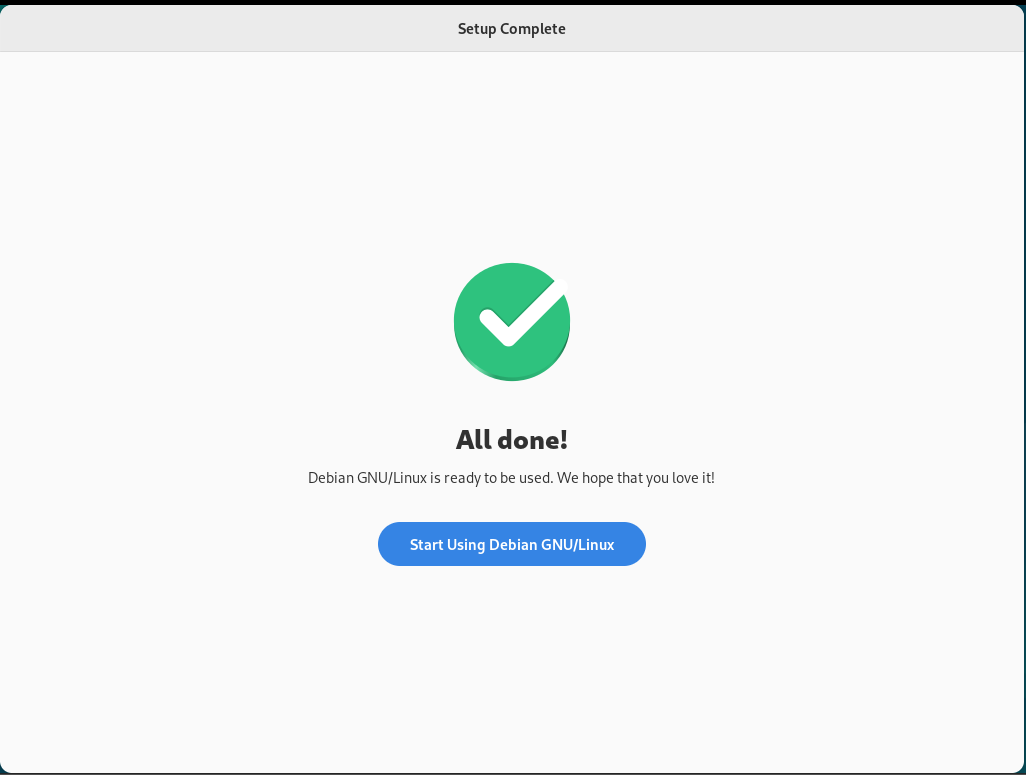 Setup Complete
All done!
Debian GNU/Linux is ready to be used. We hope that you love it!
Start Using Debian GNU/Linux